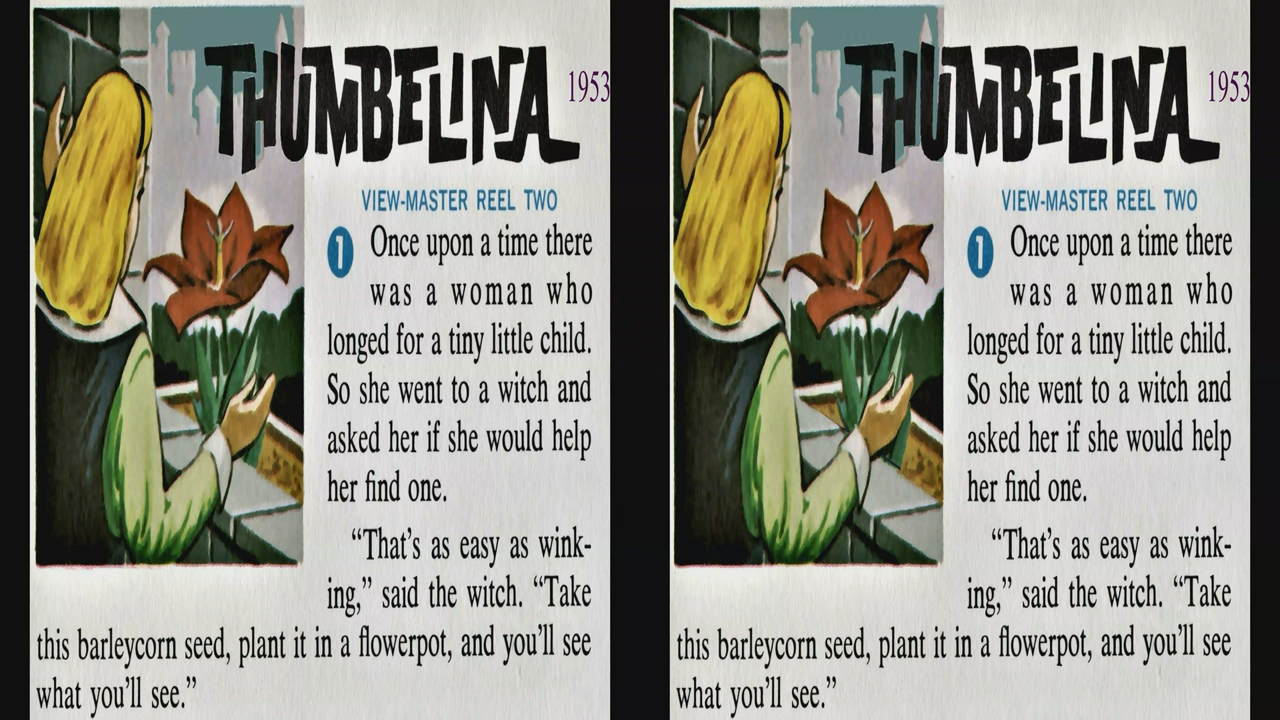 THUMBELINA
1953
VIEW-MASTER REEL TWO
1 Once upon a time there
was a woman who
longed for a tiny little child.
So she went to a witch and
asked her if she would help
her find one.
“That’s as easy as wink-
ing,” said the witch. “Take
this barleycorn seed, plant it in a flowerpot, and you’ll see
what you’ll see.”
THUMBELINA
1953
VIEW-MASTER REEL TWO
1 Once upon a time there
was a woman who
longed for a tiny little child.
So she went to a witch and
asked her if she would help
her find one.
“That’s as easy as wink-
ing,” said the witch. “Take
this barleycorn seed, plant it in a flowerpot, and you’ll see
what you’ll see.”